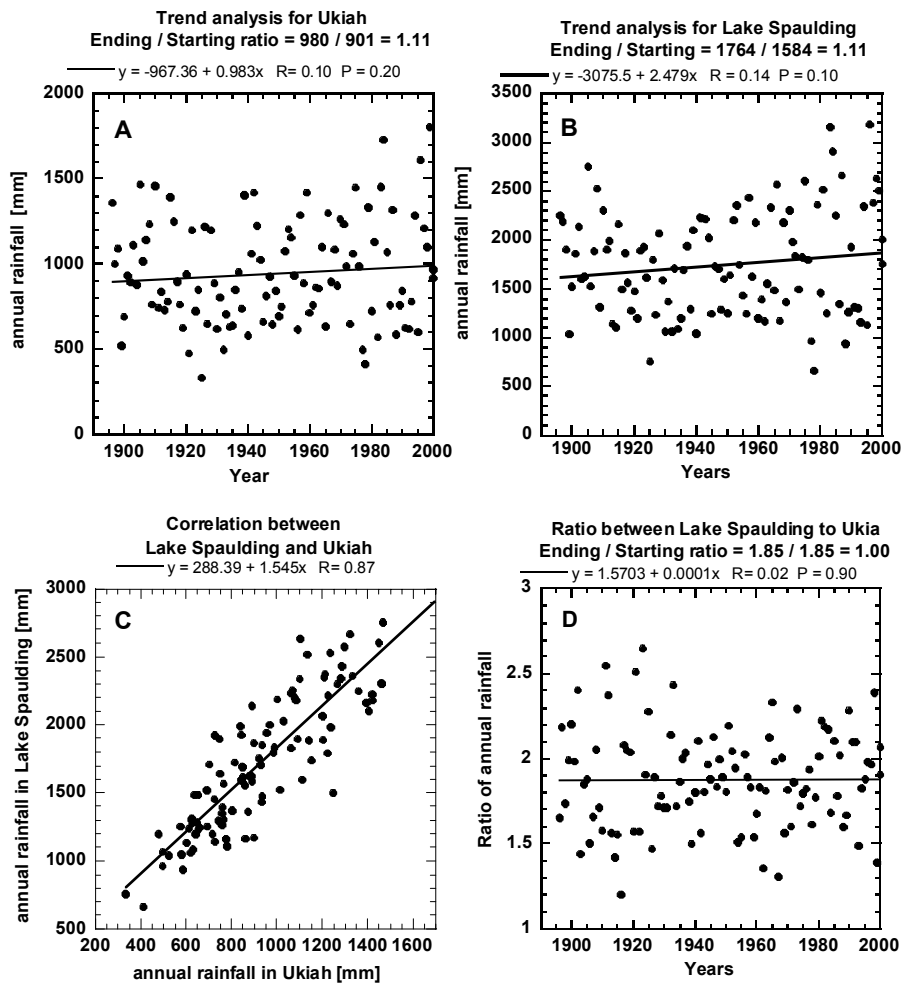 Trend analysis for Ukiah
Ending / Starting ratio = 980 / 901 = 1.11
y = -967.36 + 0.983x R= 0.10 P = 0.20
2000
1500
1000
500
0
annual rainfall [mm]
A
1900 1920 1940 1960 1980 2000
Year
Trend analysis for Lake Spaulding
Ending / Starting = 1764 / 1584 = 1.11
y = -3075.5 + 2.479x R = 0.14 P = 0.10
3500
3000
2500
2000
1500
1000
500
0
annual rainfall [mm]
B
1900 1920 1940 1960 1980 2000
Years
Correlation between
Lake Spaulding and Ukiah
y = 288.39 + 1.545x R= 0.87
3000
2500
2000
1500
1000
500
annual rainfall in Lake Spaulding [mm]
C
200 400 600 800 1000 1200 1400 1600
annual rainfall in Ukiah [mm]
Ratio between Lake Spaulding to Ukia
Ending / Starting ratio = 1.85 / 1.85 = 1.00
y = 1.5703 + 0.0001x R= 0.02 P = 0.90
3
2.5
2
1.5
1
Ratio of annual rainfall
D
1900 1920 1940 1960 1980 2000
Years